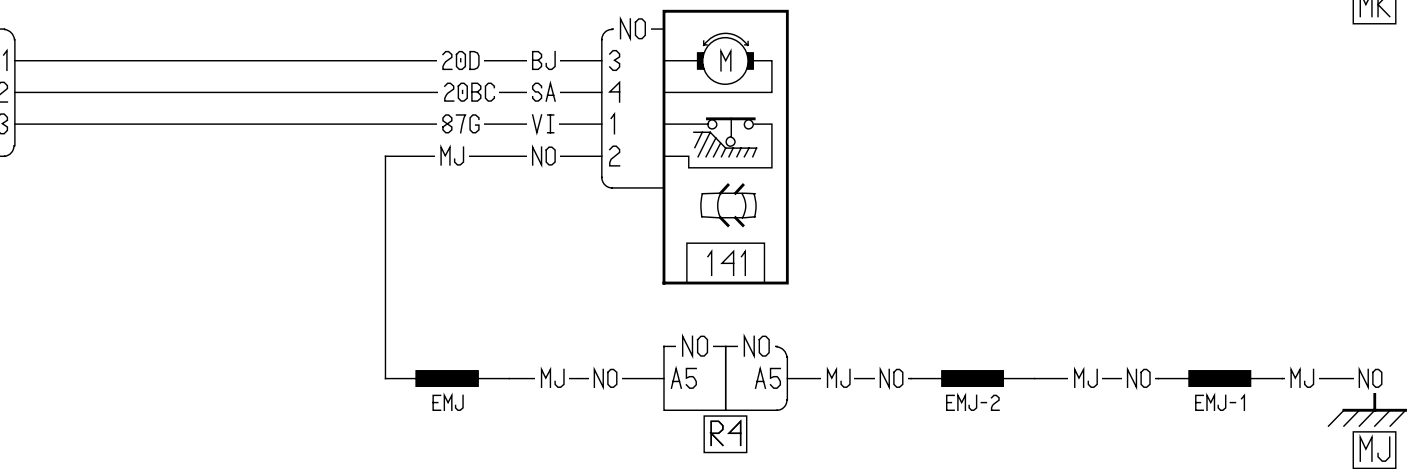 MK
NO
1 20D BJ 3 M
2 20BC SA 4
3 87G VI 1
MJ NO 2
141
NO NO
MJ NO A5 A5 MJ NO MJ NO MJ NO
EMJ EMJ-2 EMJ-1
R4 MJ